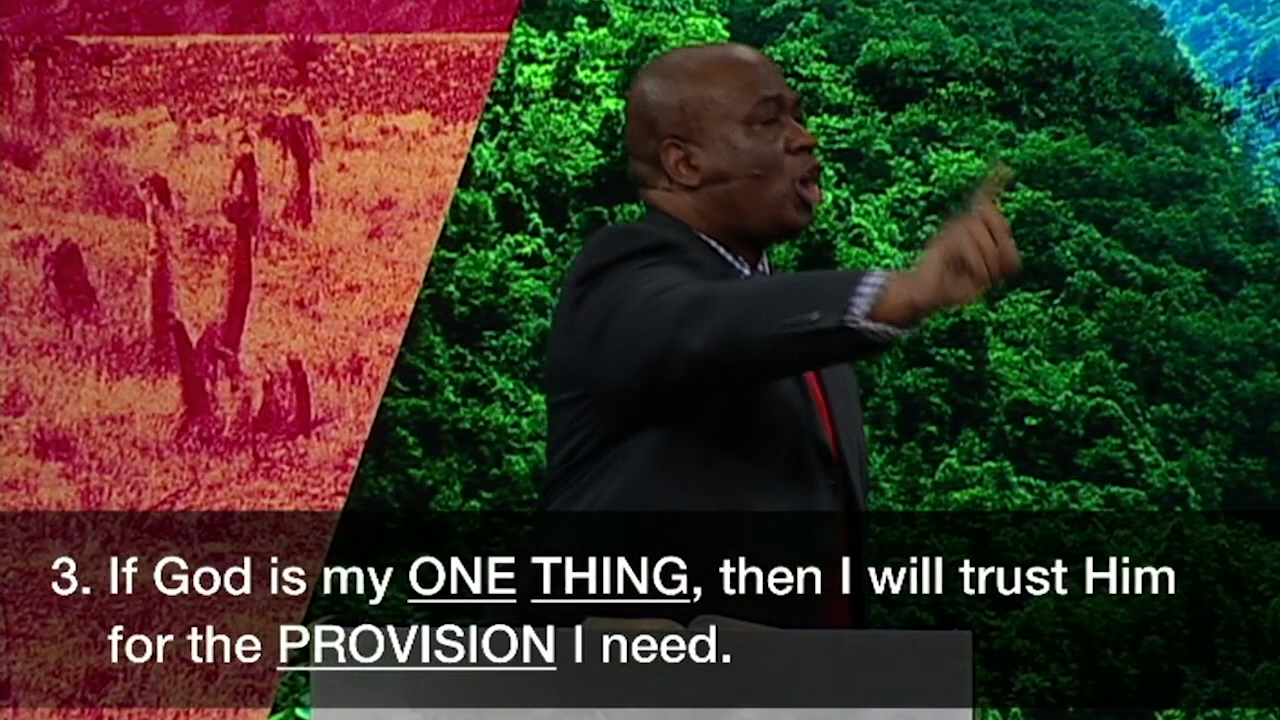 3. If God is my ONE THING, then I will trust Him
for the PROVISION I need.